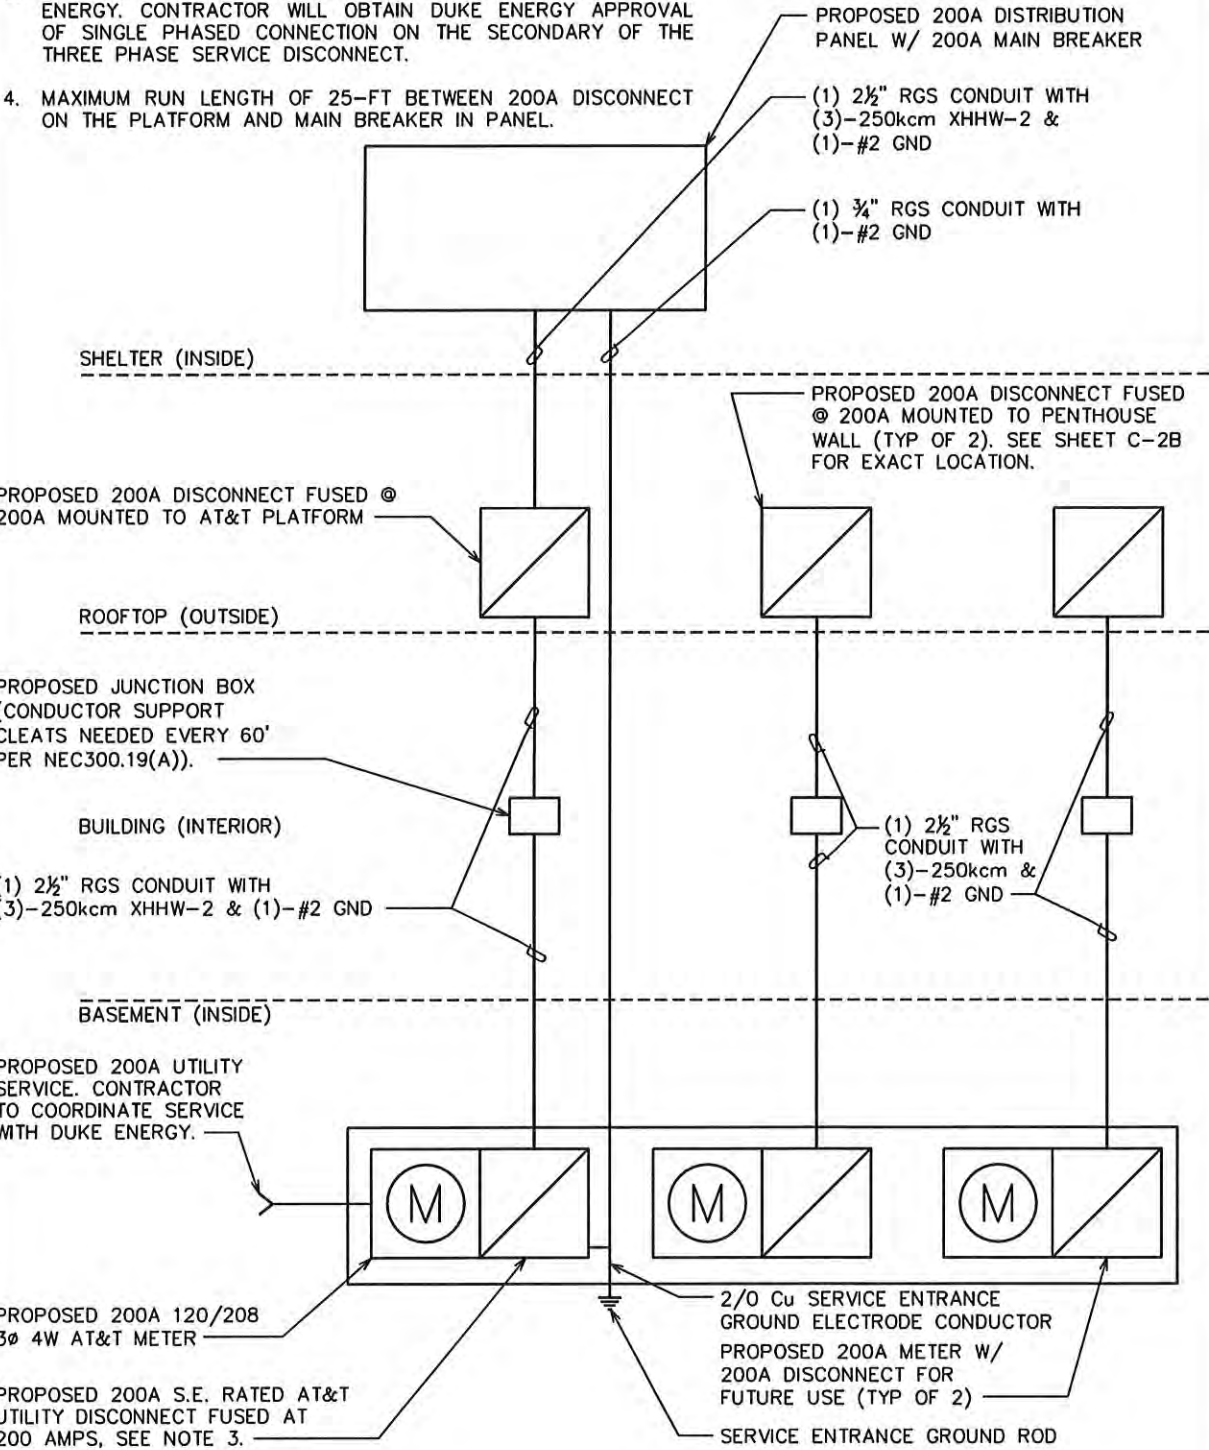 ENERGY. CONTRACTOR WILL OBTAIN DUKE ENERGY APPROVAL
OF SINGLE PHASED CONNECTION ON THE SECONDARY OF THE
THREE PHASE SERVICE DISCONNECT.
4. MAXIMUM RUN LENGTH OF 25-FT BETWEEN 200A DISCONNECT
ON THE PLATFORM AND MAIN BREAKER IN PANEL.
PROPOSED 200A DISTRIBUTION
PANEL W/ 200A MAIN BREAKER
(1) 2½" RGS CONDUIT WITH
(3)-250kcm XHHW-2 &
(1)-#2 GND
(1) ¾" RGS CONDUIT WITH
(1)-#2 GND
SHELTER (INSIDE)
PROPOSED 200A DISCONNECT FUSED
@ 200A MOUNTED TO PENTHOUSE
WALL (TYP OF 2). SEE SHEET C-2B
FOR EXACT LOCATION.
PROPOSED 200A DISCONNECT FUSED @
200A MOUNTED TO AT&T PLATFORM
ROOFTOP (OUTSIDE)
PROPOSED JUNCTION BOX
(CONDUCTOR SUPPORT
CLEATS NEEDED EVERY 60'
PER NEC300.19(A)).
BUILDING (INTERIOR)
(1) 2½" RGS
CONDUIT WITH
(3)-250kcm &
(1)-#2 GND
(1) 2½" RGS CONDUIT WITH
(3)-250kcm XHHW-2 & (1)-#2 GND
BASEMENT (INSIDE)
PROPOSED 200A UTILITY
SERVICE. CONTRACTOR
TO COORDINATE SERVICE
WITH DUKE ENERGY.
M
M
M
PROPOSED 200A 120/208
3ø 4W AT&T METER
2/0 Cu SERVICE ENTRANCE
GROUND ELECTRODE CONDUCTOR
PROPOSED 200A METER W/
200A DISCONNECT FOR
FUTURE USE (TYP OF 2)
PROPOSED 200A S.E. RATED AT&T
UTILITY DISCONNECT FUSED AT
200 AMPS, SEE NOTE 3.
SERVICE ENTRANCE GROUND ROD